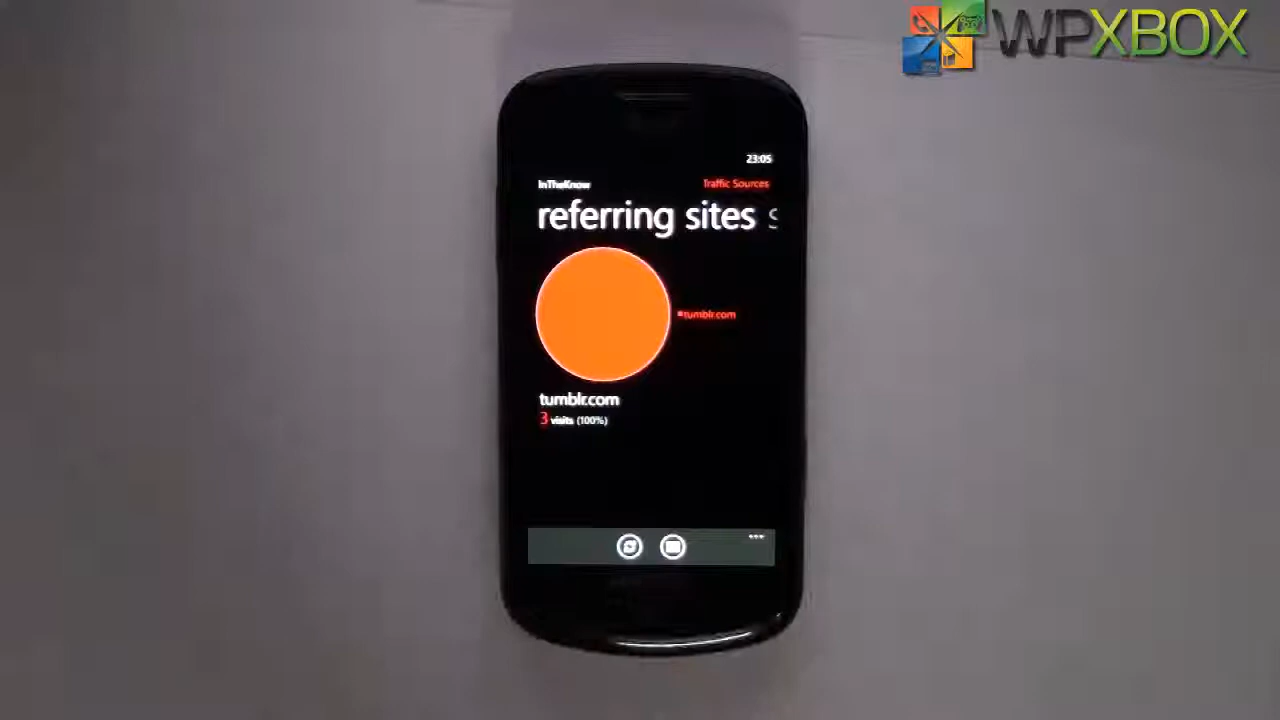 WPXBOX
23:05
InTheKnow
Traffic Sources
referring sites
tumblr.com
tumblr.com
3 visits (100%)